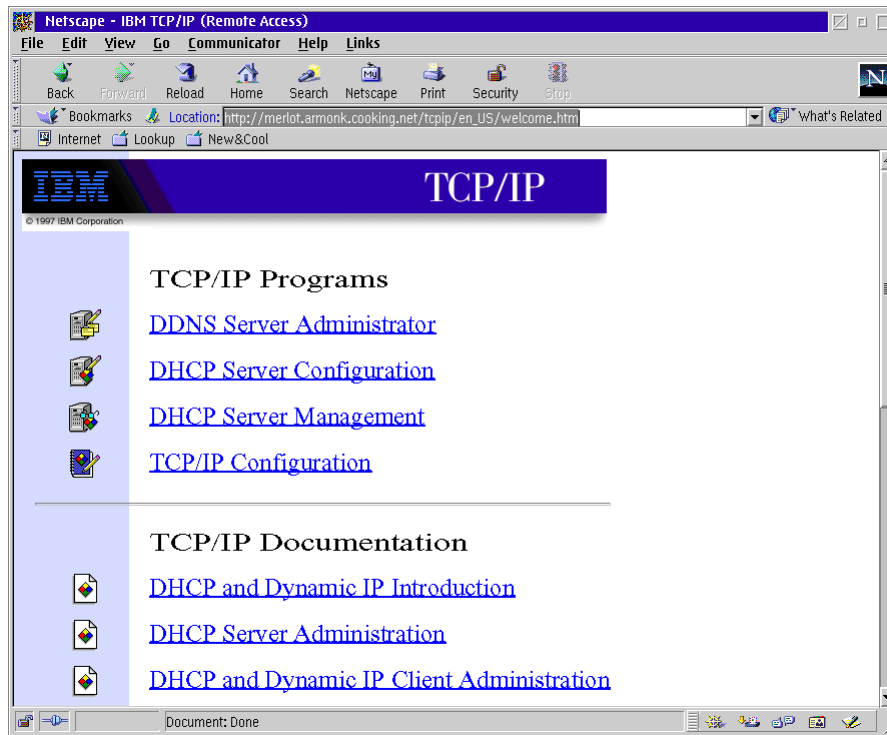 Netscape - IBM TCP/IP (Remote Access)
File Edit View Go Communicator Help Links
Back Forward Reload Home Search Netscape Print Security Stop
My
N
Bookmarks Location: http://merlot.armonk.cooking.net/tcpip/en_US/welcome.htm What's Related
Internet Lookup New&Cool
IBM TCP/IP
© 1997 IBM Corporation
TCP/IP Programs
DDNS Server Administrator
DHCP Server Configuration
DHCP Server Management
TCP/IP Configuration
TCP/IP Documentation
DHCP and Dynamic IP Introduction
DHCP Server Administration
DHCP and Dynamic IP Client Administration
Document: Done